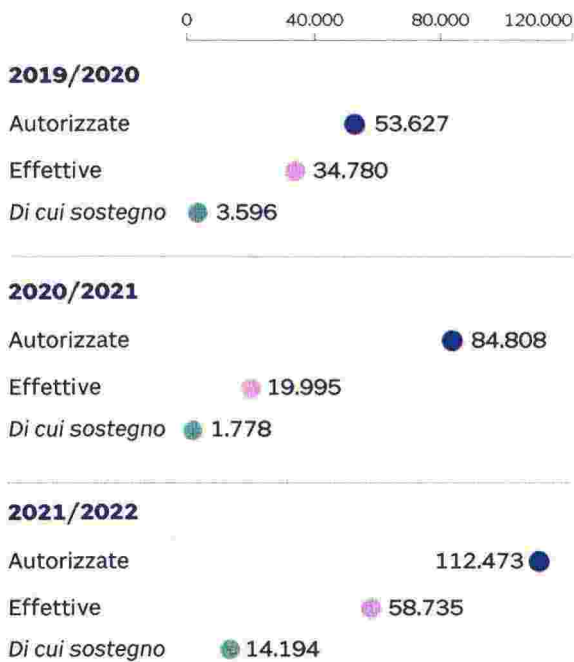 0 40.000 80.000 120.000
2019/2020
Autorizzate 53.627
Effettive 34.780
Di cui sostegno 3.596
2020/2021
Autorizzate 84.808
Effettive 19.995
Di cui sostegno 1.778
2021/2022
Autorizzate 112.473
Effettive 58.735
Di cui sostegno 14.194